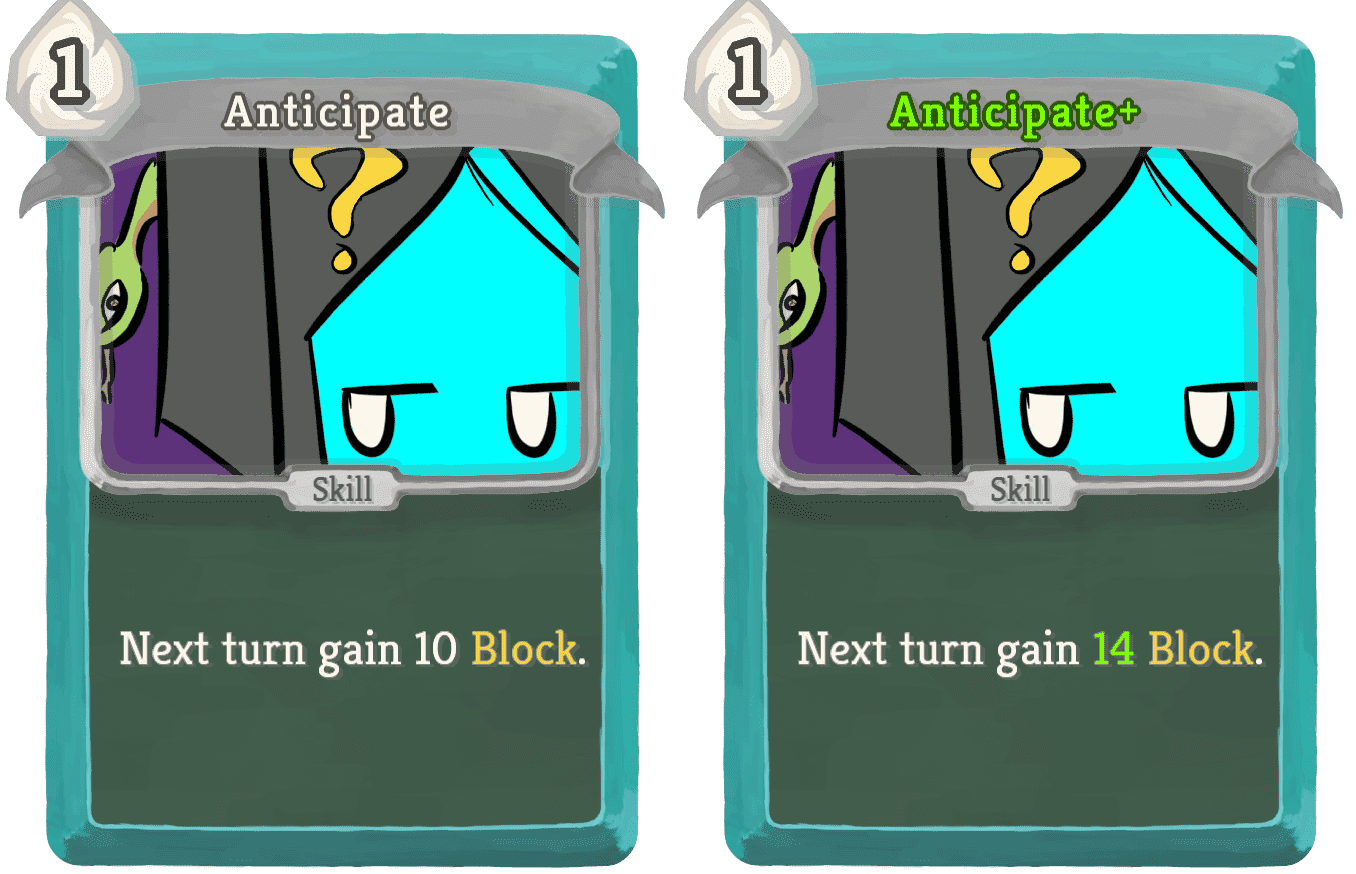 1
Anticipate
?
Skill
Next turn gain 10 Block.
1
Anticipate+
?
Skill
Next turn gain 14 Block.